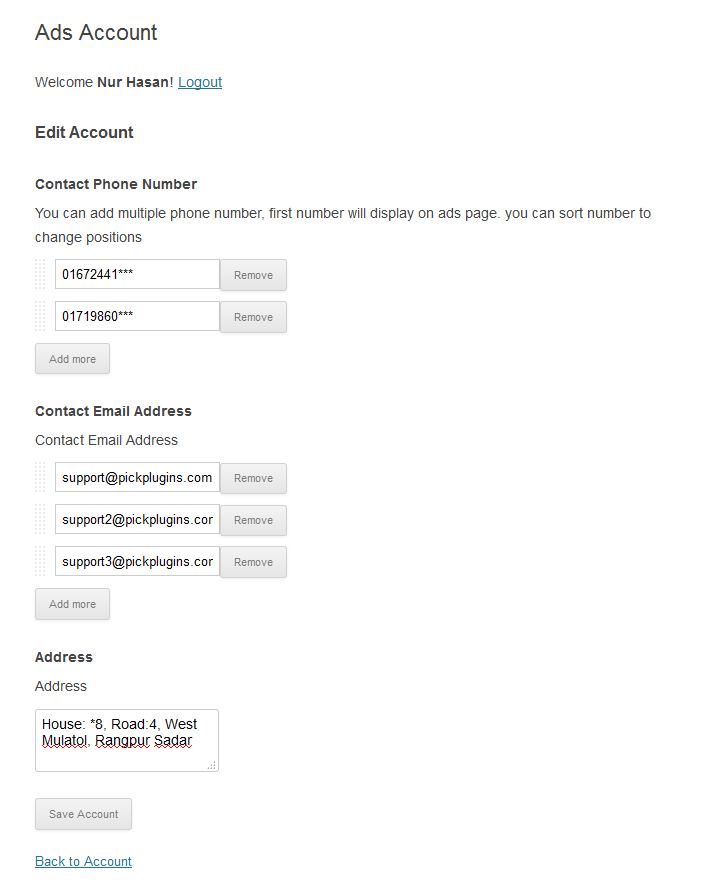 Ads Account
Welcome Nur Hasan! Logout
Edit Account
Contact Phone Number
You can add multiple phone number, first number will display on ads page. you can sort number to
change positions
01672441*** Remove
01719860*** Remove
Add more
Contact Email Address
Contact Email Address
support@pickplugins.com Remove
support2@pickplugins.cor Remove
support3@pickplugins.cor Remove
Add more
Address
Address
House: *8, Road:4, West
Mulatol, Rangpur Sadar
Save Account
Back to Account